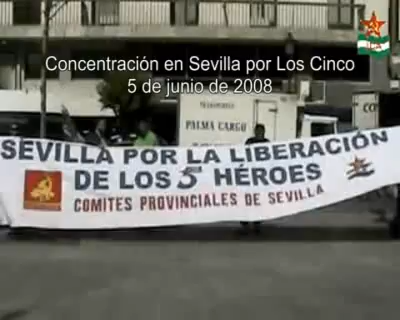 Concentración en Sevilla por Los Cinco
5 de junio de 2008
PALMA CARGO
SEVILLA POR LA LIBERACIÓN
DE LOS 5 HÉROES
COMITES PROVINCIALES DE SEVILLA